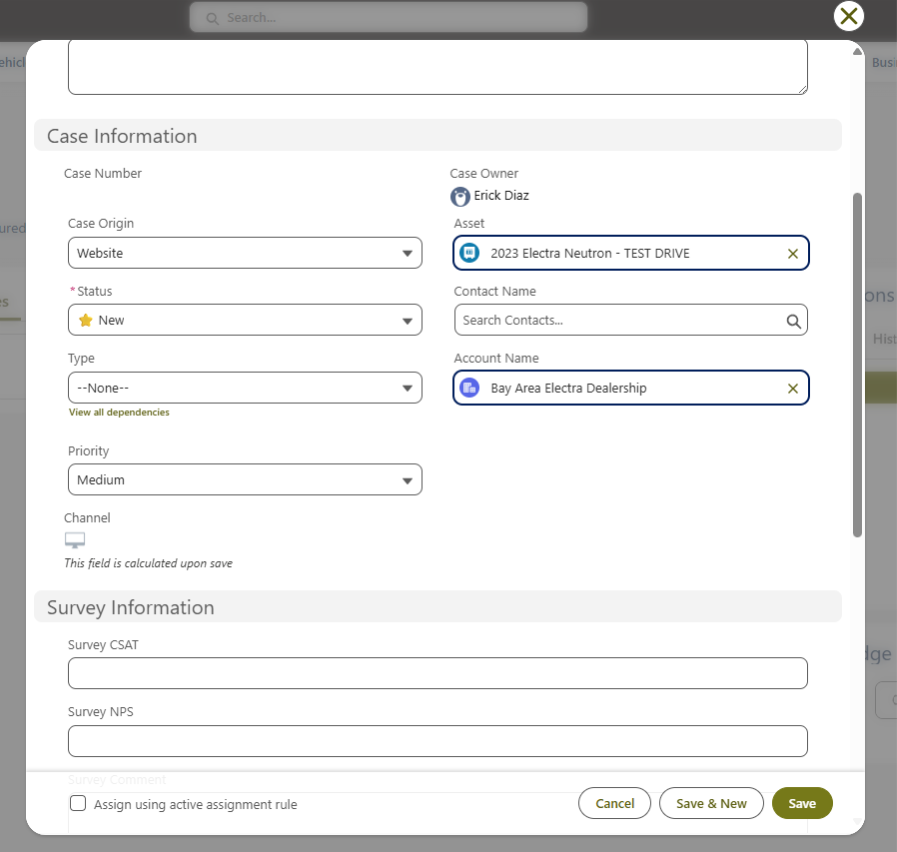 Search...
Case Information
Case Number
Case Owner
Erick Diaz
Case Origin
Asset
Website
2023 Electra Neutron - TEST DRIVE
*Status
Contact Name
New
Search Contacts...
Type
Account Name
--None--
Bay Area Electra Dealership
View all dependencies
Priority
Medium
Channel
This field is calculated upon save
Survey Information
Survey CSAT
Survey NPS
Survey Comment
Assign using active assignment rule
Cancel
Save & New
Save